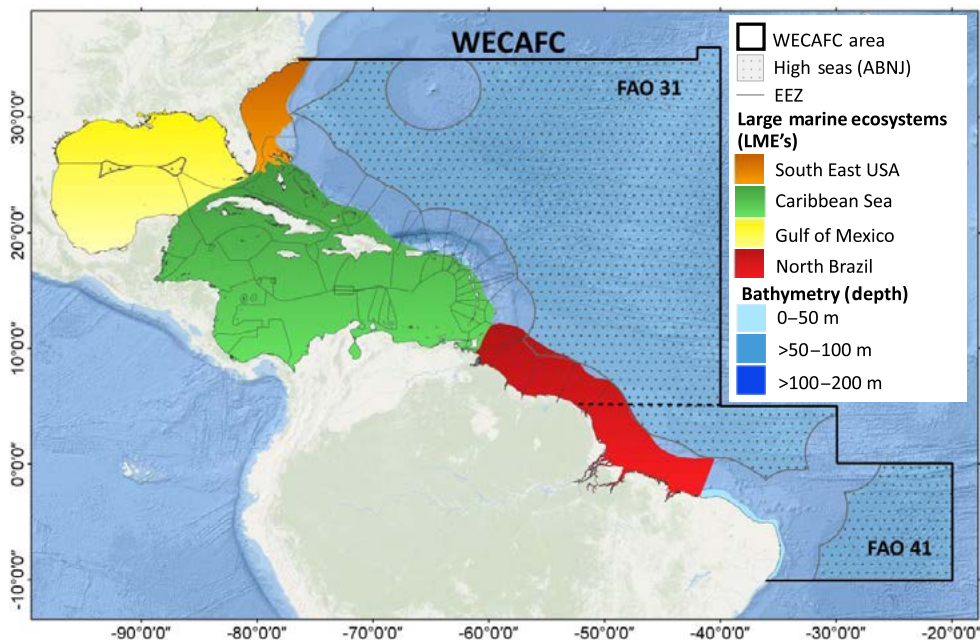 WECAFC
FAO 31
FAO 41
WECAFC area
High seas (ABNJ)
EEZ
Large marine ecosystems
(LME's)
South East USA
Caribbean Sea
Gulf of Mexico
North Brazil
Bathymetry (depth)
0–50 m
>50–100 m
>100–200 m
30°0'0"
20°0'0"
10°0'0"
0°0'0"
-10°0'0"
-90°0'0" -80°0'0" -70°0'0" -60°0'0" -50°0'0" -40°0'0" -30°0'0" -20°0'0"